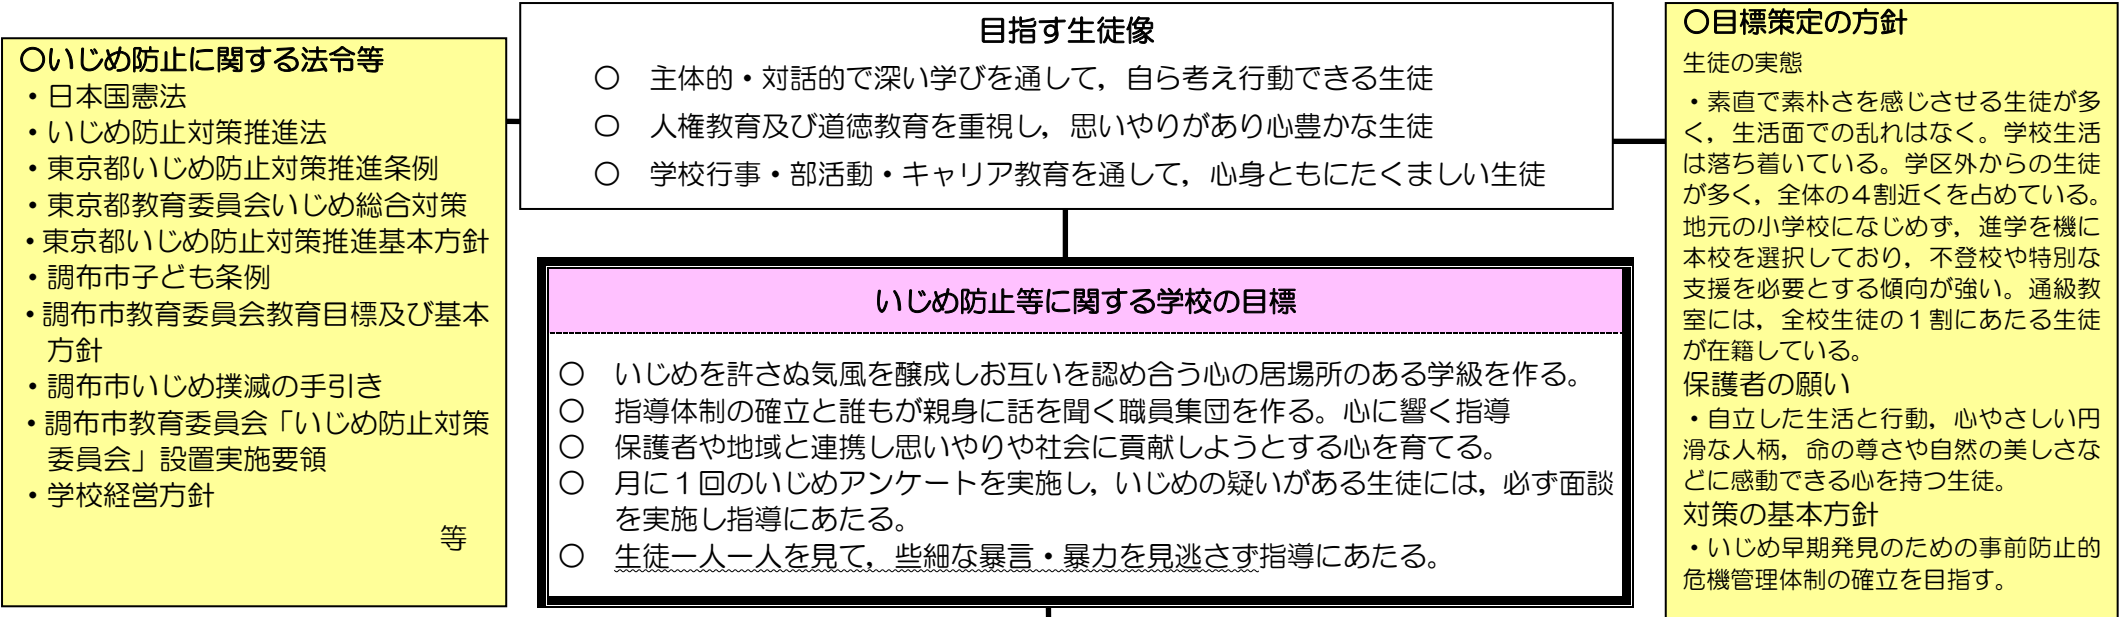 〇いじめ防止に関する法令等
・日本国憲法
・いじめ防止対策推進法
・東京都いじめ防止対策推進条例
・東京都教育委員会いじめ総合対策
・東京都いじめ防止対策推進基本方針
・調布市子ども条例
・調布市教育委員会教育目標及び基本
方針
・調布市いじめ撲滅の手引き
・調布市教育委員会「いじめ防止対策
委員会」設置実施要領
・学校経営方針
等
目指す生徒像
〇 主体的・対話的で深い学びを通して，自ら考え行動できる生徒
〇 人権教育及び道徳教育を重視し，思いやりがあり心豊かな生徒
〇 学校行事・部活動・キャリア教育を通して，心身ともにたくましい生徒
いじめ防止等に関する学校の目標
〇 いじめを許さぬ気風を醸成しお互いを認め合う心の居場所のある学級を作る。
〇 指導体制の確立と誰もが親身に話を聞く職員集団を作る。心に響く指導
〇 保護者や地域と連携し思いやりや社会に貢献しようとする心を育てる。
〇 月に１回のいじめアンケートを実施し，いじめの疑いがある生徒には，必ず面談
を実施し指導にあたる。
〇 生徒一人一人を見て，些細な暴言・暴力を見逃さず指導にあたる。
〇目標策定の方針
生徒の実態
・素直で素朴さを感じさせる生徒が多
く，生活面での乱れはなく。学校生活
は落ち着いている。学区外からの生徒
が多く，全体の４割近くを占めている。
地元の小学校になじめず，進学を機に
本校を選択しており，不登校や特別な
支援を必要とする傾向が強い。通級教
室には，全校生徒の１割にあたる生徒
が在籍している。
保護者の願い
・自立した生活と行動，心やさしい円
滑な人柄，命の尊さや自然の美しさな
どに感動できる心を持つ生徒。
対策の基本方針
・いじめ早期発見のための事前防止的
危機管理体制の確立を目指す。